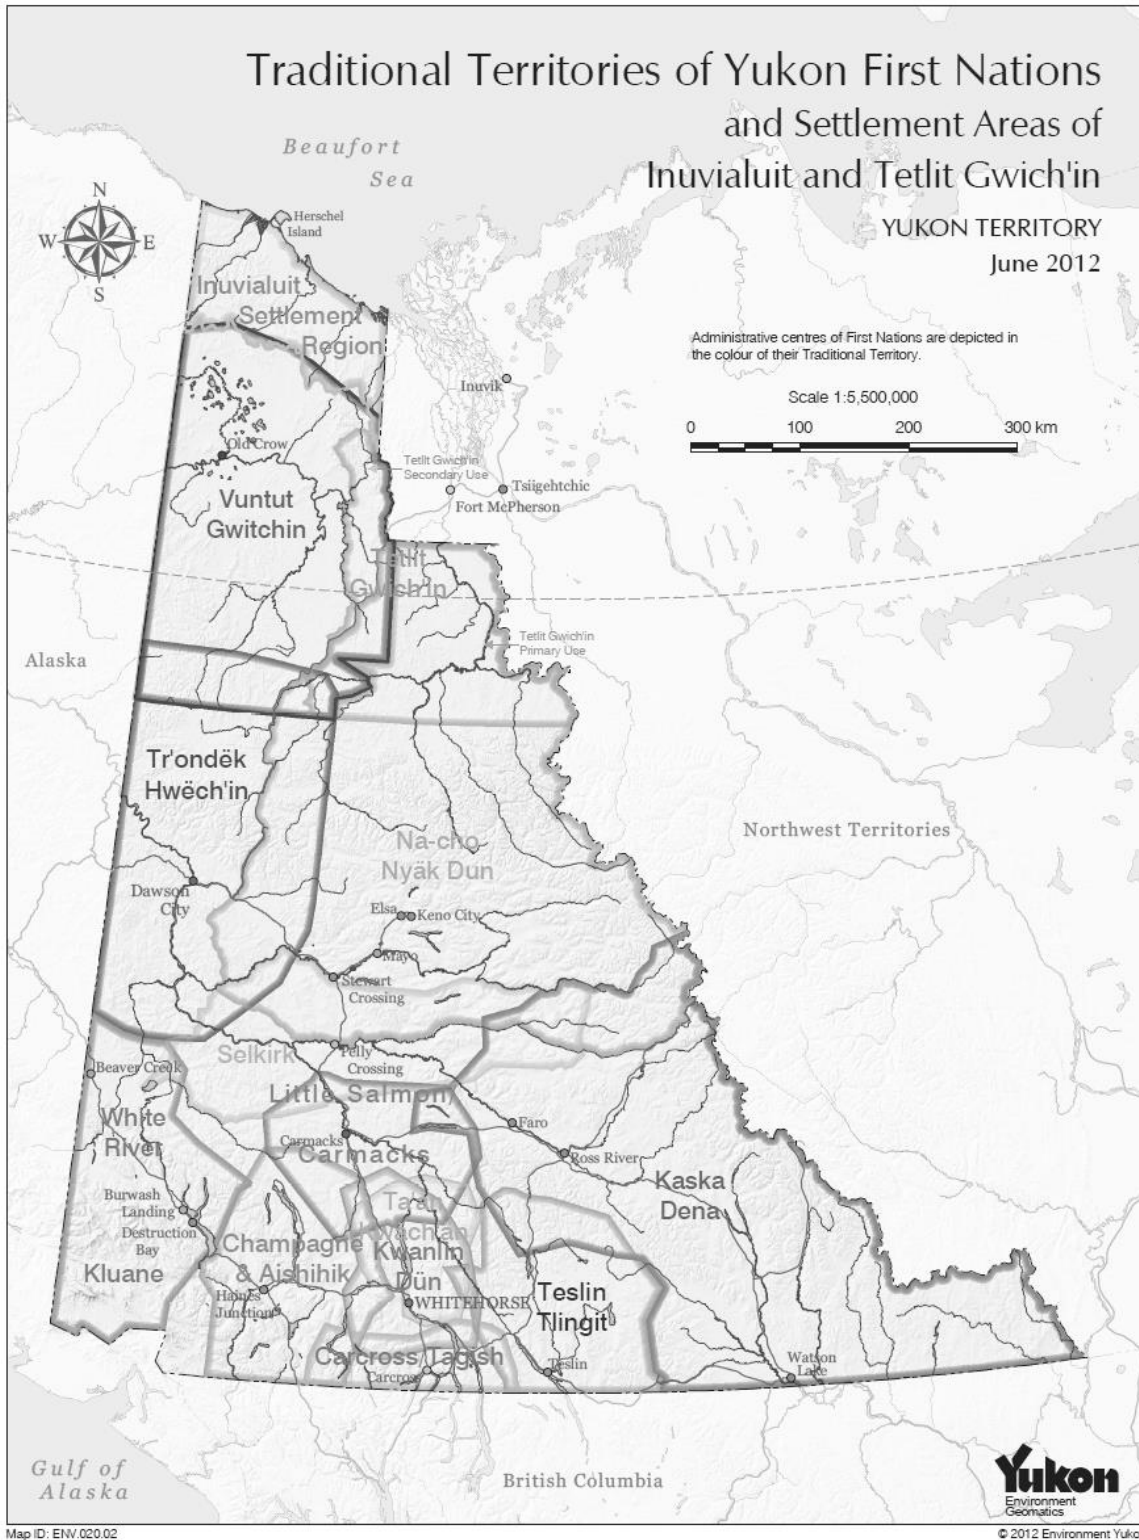 Traditional Territories of Yukon First Nations
and Settlement Areas of
Inuvialuit and Tetlit Gwich'in
YUKON TERRITORY
June 2012
Beaufort
Sea
N
W E
S
Herschel
Island
Inuvialuit
Settlement
Region
Administrative centres of First Nations are depicted in
the colour of their Traditional Territory.
Scale 1:5,500,000
0 100 200 300 km
Inuvik
Old Crow
Tetlit Gwich'in
Secondary Use
Tsiigehtchic
Fort McPherson
Vuntut
Gwitchin
Tetlit
Gwich'in
Tetlit Gwich'in
Primary Use
Alaska
Tr'ondëk
Hwëch'in
Northwest Territories
Na-cho
Nyäk Dun
Dawson
City
Elsa
Keno City
Mayo
Stewart
Crossing
Selkirk
Pelly
Crossing
Beaver Creek
Little Salmon/
White
River
Faro
Carmacks
Carmacks
Ross River
Kaska
Dena
Burwash
Landing
Destruction
Bay
Ta'an
Kwäch'än
Champagne
& Aishihik
Kwanlin
Dün
Kluane
Haines
Junction
WHITEHORSE
Teslin
Tlingit
Carcross/Tagish
Carcross
Teslin
Watson
Lake
Gulf of
Alaska
British Columbia
Yukon
Environment
Geomatics
Map ID: ENV.020.02
© 2012 Environment Yuko